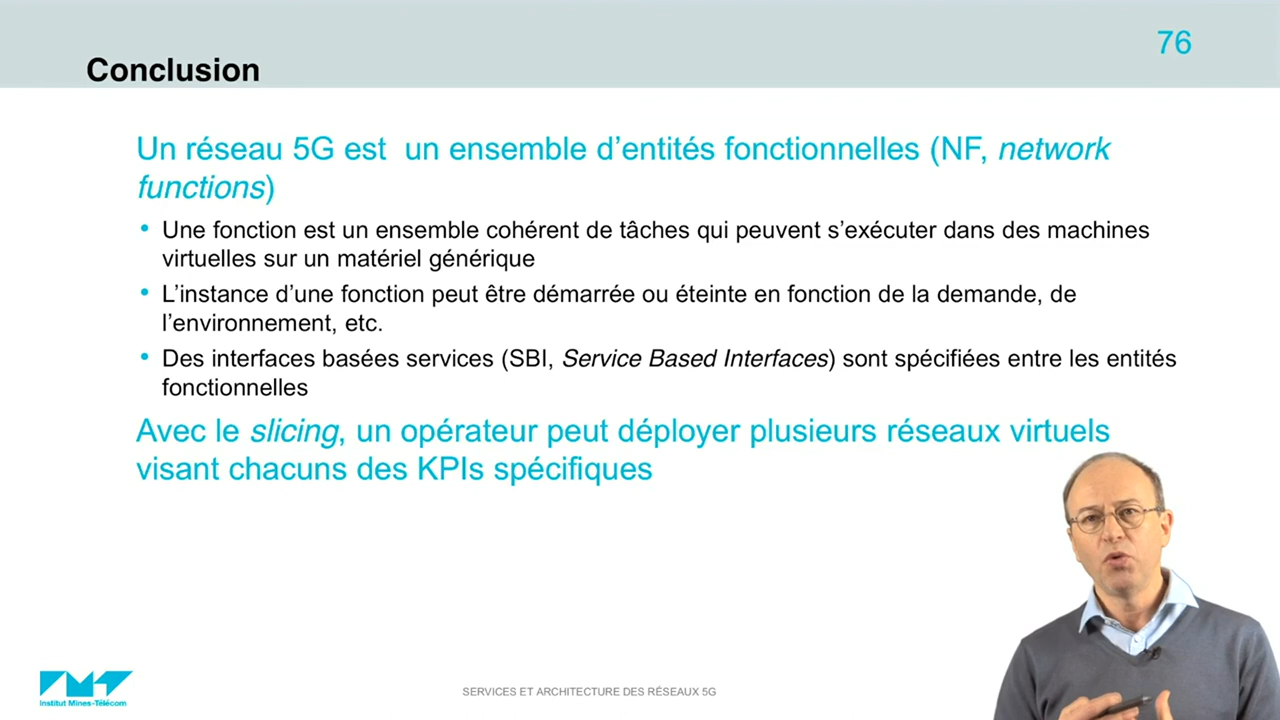 76
Conclusion
Un réseau 5G est un ensemble d'entités fonctionnelles (NF, network
functions)
• Une fonction est un ensemble cohérent de tâches qui peuvent s'exécuter dans des machines
virtuelles sur un matériel générique
• L'instance d'une fonction peut être démarrée ou éteinte en fonction de la demande, de
l'environnement, etc.
• Des interfaces basées services (SBI, Service Based Interfaces) sont spécifiées entre les entités
fonctionnelles
Avec le slicing, un opérateur peut déployer plusieurs réseaux virtuels
visant chacuns des KPIs spécifiques
Institut Mines-Télécom
SERVICES ET ARCHITECTURE DES RÉSEAUX 5G